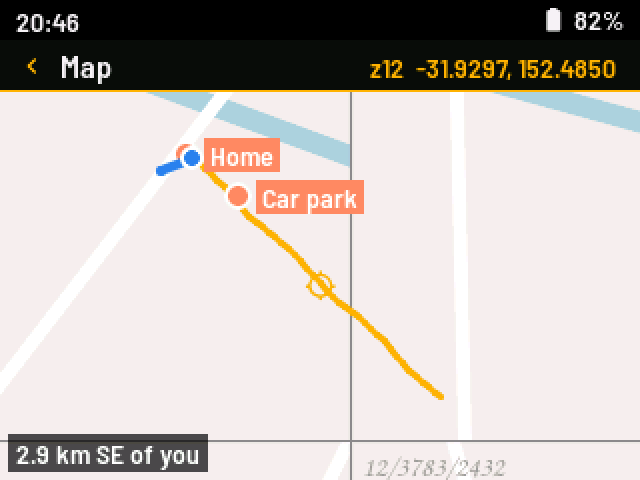 20:46
82%
Map
z12 -31.9297, 152.4850
Home
Car park
2.9 km SE of you
12/3783/2432